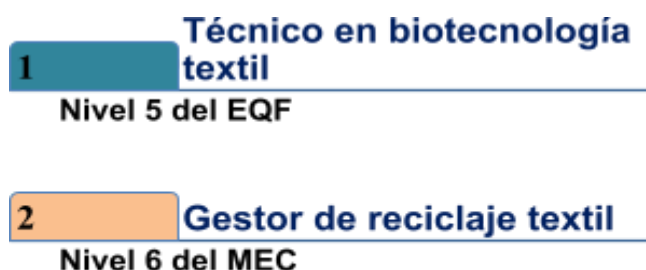 Técnico en biotecnología
1 textil
Nivel 5 del EQF
2 Gestor de reciclaje textil
Nivel 6 del MEC